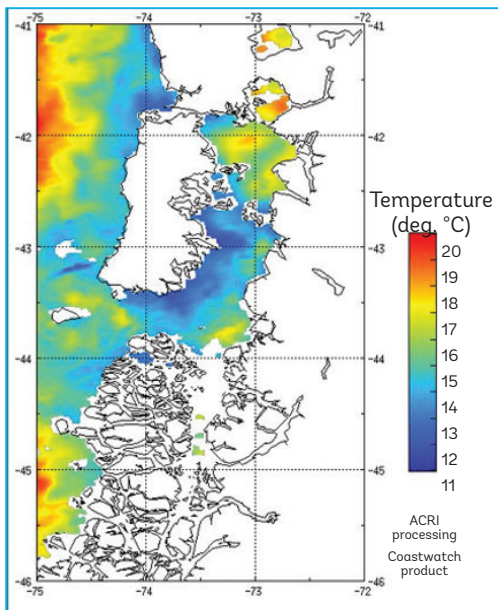 -75 -74 -73 -72
-41 -41
-42 -42
-43 -43
-44 -44
-45 -45
-46 -46
-75 -74 -73 -72
Temperature
(deg. °C)
20
19
18
17
16
15
14
13
12
11
ACRI
processing
Coastwatch
product